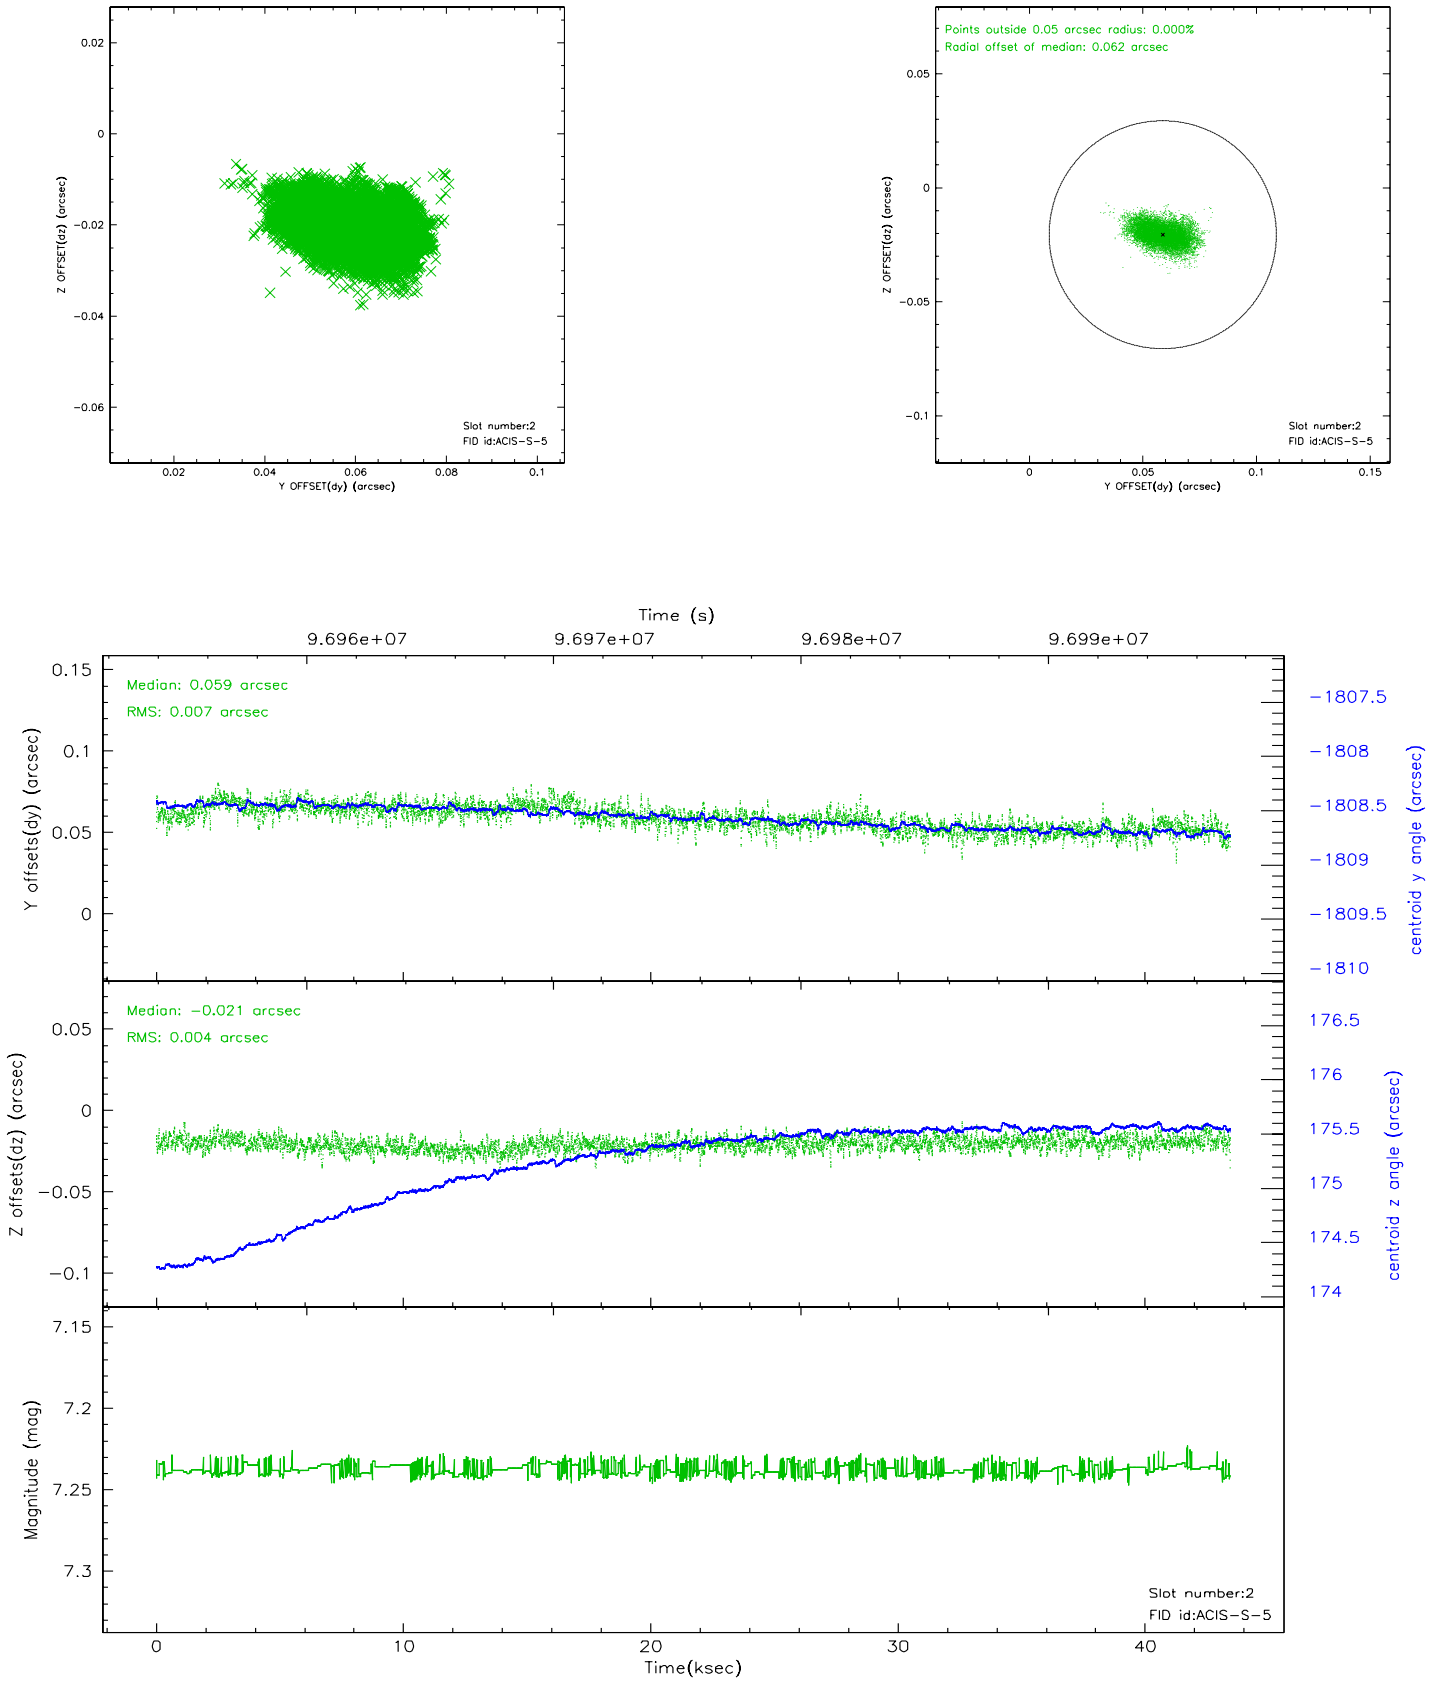 0.02
0
−0.02
−0.04
−0.06
Z OFFSET(dz) (arcsec)
0.02
0.04
0.06
0.08
0.1
Y OFFSET(dy) (arcsec)
Slot number:2
FID id:ACIS−S−5
Points outside 0.05 arcsec radius: 0.000%
Radial offset of median: 0.062 arcsec
0.05
0
−0.05
−0.1
Z OFFSET(dz) (arcsec)
0
0.05
0.1
0.15
Y OFFSET(dy) (arcsec)
Slot number:2
FID id:ACIS−S−5
Time (s)
9.696e+07
9.697e+07
9.698e+07
9.699e+07
Median: 0.059 arcsec
RMS: 0.007 arcsec
0.15
0.1
0.05
0
Y offsets(dy) (arcsec)
−1807.5
−1808
−1808.5
−1809
−1809.5
−1810
centroid y angle (arcsec)
Median: −0.021 arcsec
RMS: 0.004 arcsec
0.05
0
−0.05
−0.1
Z offsets(dz) (arcsec)
176.5
176
175.5
175
174.5
174
centroid z angle (arcsec)
7.15
7.2
7.25
7.3
Magnitude (mag)
Slot number:2
FID id:ACIS−S−5
0
10
20
30
40
Time(ksec)